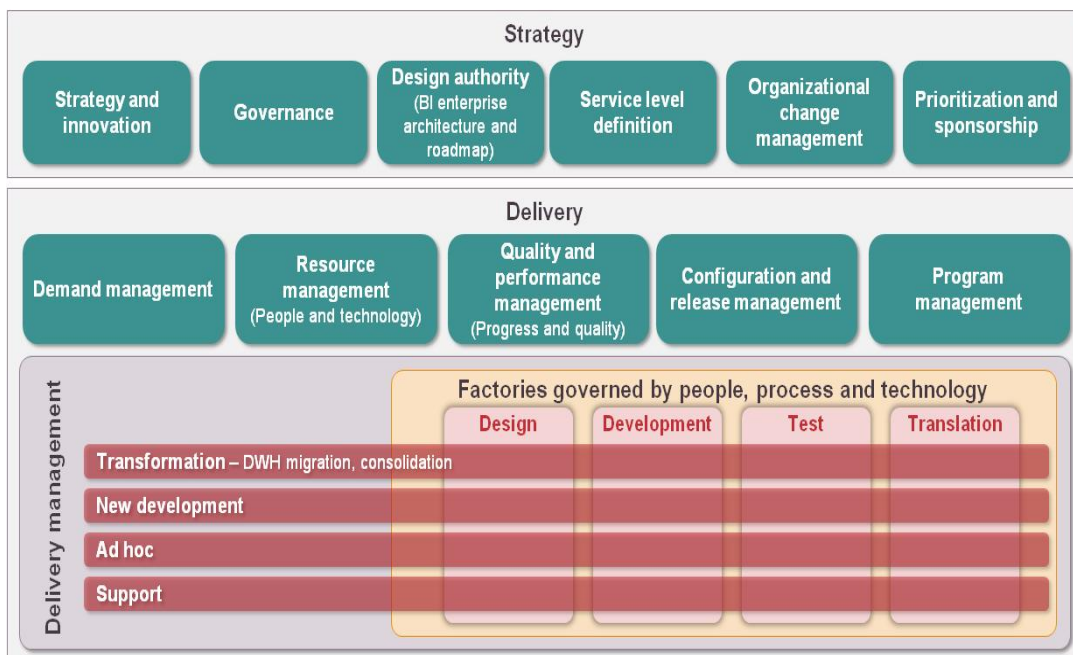 Strategy
Strategy and
innovation
Governance
Design authority
(BI enterprise
architecture and
roadmap)
Service level
definition
Organizational
change
management
Prioritization and
sponsorship
Delivery
Demand management
Resource
management
(People and technology)
Quality and
performance
management
(Progress and quality)
Configuration and
release management
Program
management
Delivery management
Factories governed by people, process and technology
Design
Development
Test
Translation
Transformation – DWH migration, consolidation
New development
Ad hoc
Support